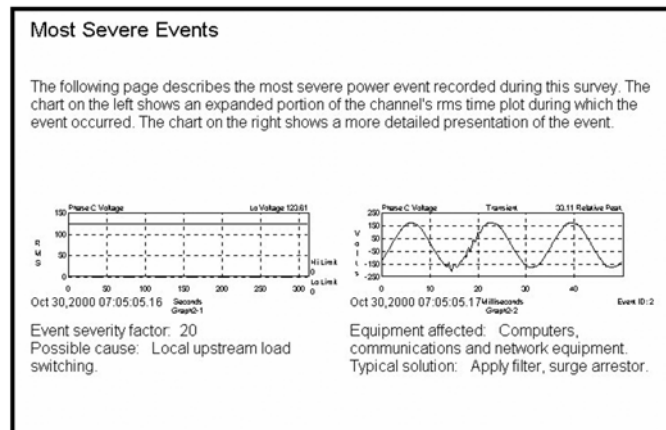 Most Severe Events
The following page describes the most severe power event recorded during this survey. The
chart on the left shows an expanded portion of the channel's rms time plot during which the
event occurred. The chart on the right shows a more detailed presentation of the event.
Phase C Voltage Lo Voltage 123.61
150
100
50
0
RMS
0 50 100 150 200 250 300
Hi Limit
0
Lo Limit
0
Oct 30,2000 07:05:05.16 Seconds
Graph2-1
Event severity factor: 20
Possible cause: Local upstream load
switching.
Phase C Voltage Transient 33.11 Relative Peak
250
150
50
-50
-150
-250
Volts
0 10 20 30 40
Oct 30,2000 07:05:05.17 Milliseconds Event ID:2
Graph2-2
Equipment affected: Computers,
communications and network equipment.
Typical solution: Apply filter, surge arrestor.